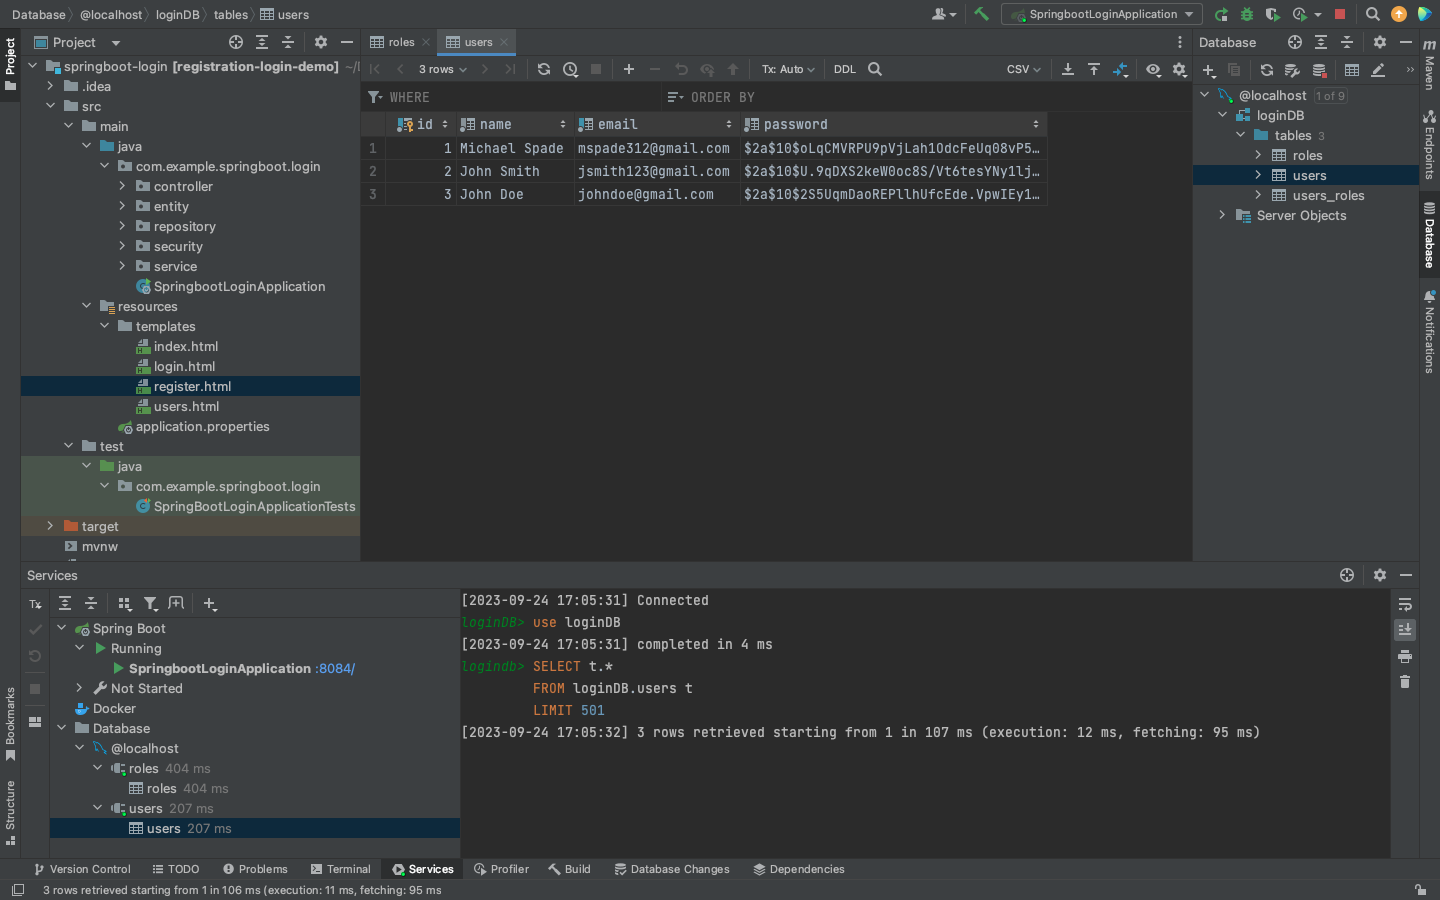 Database @localhost loginDB tables users
SpringbootLoginApplication
Project
Project
springboot-login [registration-login-demo] ~/
.idea
src
main
java
com.example.springboot.login
controller
entity
repository
security
service
SpringbootLoginApplication
resources
templates
index.html
login.html
register.html
users.html
application.properties
test
java
com.example.springboot.login
SpringBootLoginApplicationTests
target
mvnw
roles
users
3 rows
Tx: Auto
DDL
CSV
WHERE
ORDER BY
id name email password
1 1 Michael Spade mspade312@gmail.com $2a$10$oLqCMVRPU9pVjLah1OdcFeUq08vP5…
2 2 John Smith jsmith123@gmail.com $2a$10$U.9qDXS2keW0oc8S/Vt6tesYNy1lj…
3 3 John Doe johndoe@gmail.com $2a$10$2S5UqmDaoREPllhUfcEde.VpwIEy1…
Database
@localhost 1 of 9
loginDB
tables 3
roles
users
users_roles
Server Objects
m
Maven
Endpoints
Database
Notifications
Services
Tx
Spring Boot
Running
SpringbootLoginApplication :8084/
Not Started
Docker
Database
@localhost
roles 404 ms
roles 404 ms
users 207 ms
users 207 ms
[2023-09-24 17:05:31] Connected
loginDB> use loginDB
[2023-09-24 17:05:31] completed in 4 ms
logindb> SELECT t.*
FROM loginDB.users t
LIMIT 501
[2023-09-24 17:05:32] 3 rows retrieved starting from 1 in 107 ms (execution: 12 ms, fetching: 95 ms)
Bookmarks
Structure
Version Control
TODO
Problems
Terminal
Services
Profiler
Build
Database Changes
Dependencies
3 rows retrieved starting from 1 in 106 ms (execution: 11 ms, fetching: 95 ms